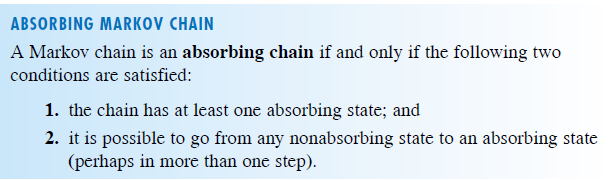 ABSORBING MARKOV CHAIN
A Markov chain is an absorbing chain if and only if the following two
conditions are satisfied:
1. the chain has at least one absorbing state; and
2. it is possible to go from any nonabsorbing state to an absorbing state
(perhaps in more than one step).